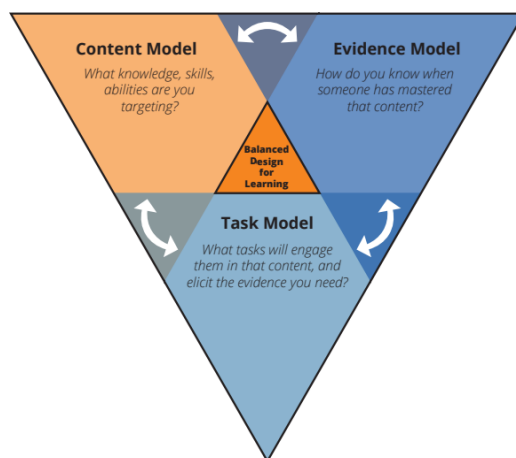 Content Model
What knowledge, skills,
abilities are you
targeting?
Evidence Model
How do you know when
someone has mastered
that content?
Balanced
Design
for
Learning
Task Model
What tasks will engage
them in that content, and
elicit the evidence you need?